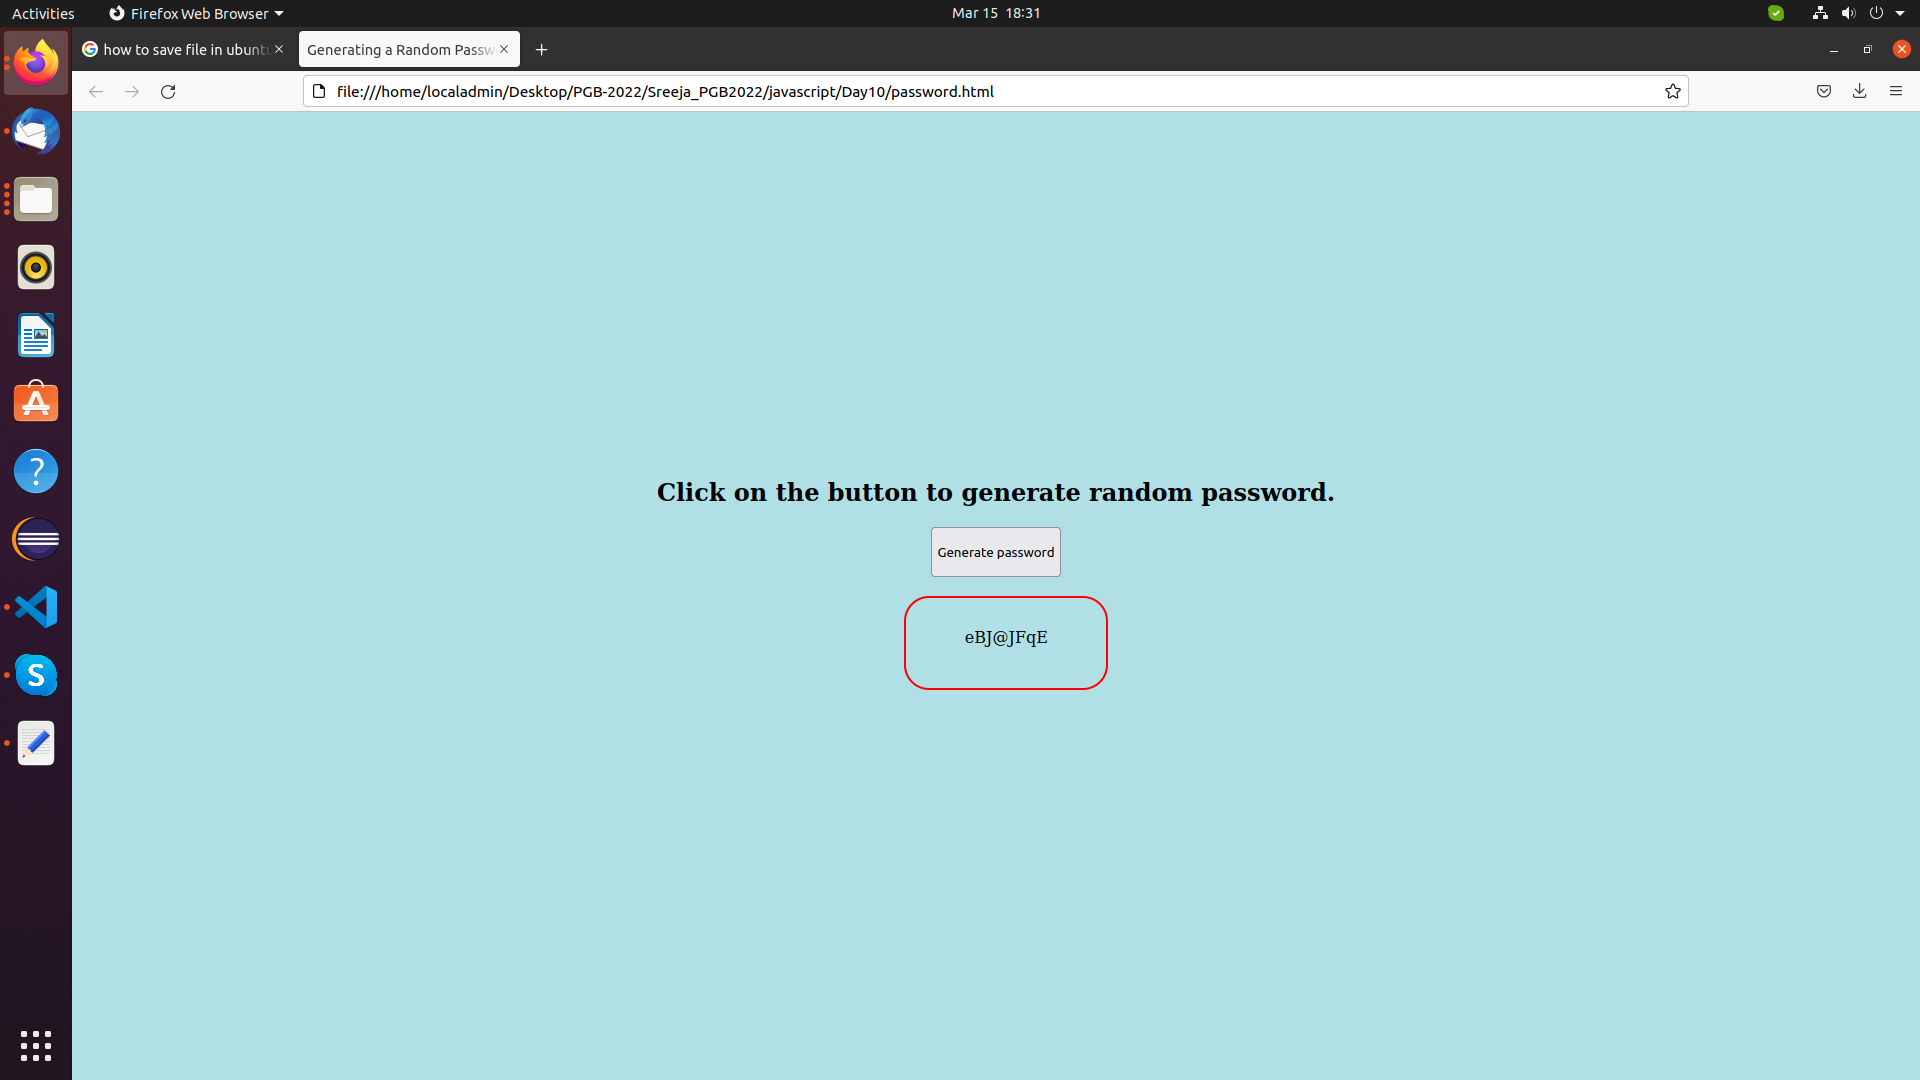 Activities
Firefox Web Browser
Mar 15 18:31
how to save file in ubunt
Generating a Random Passw
file:///home/localadmin/Desktop/PGB-2022/Sreeja_PGB2022/javascript/Day10/password.html
Click on the button to generate random password.
Generate password
eBJ@JFqE